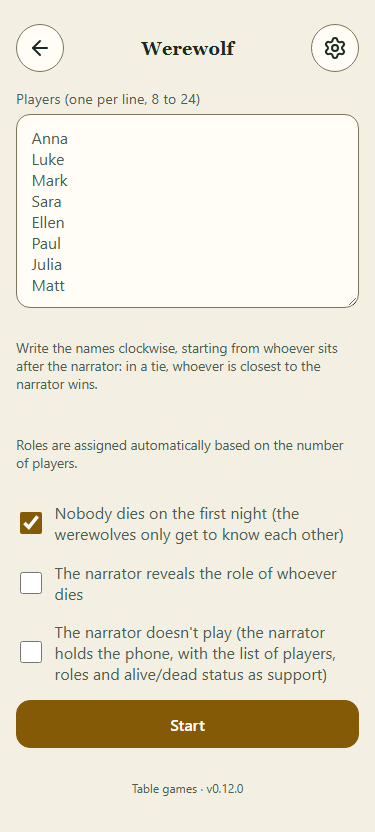 Werewolf
Players (one per line, 8 to 24)
Anna
Luke
Mark
Sara
Ellen
Paul
Julia
Matt
Write the names clockwise, starting from whoever sits
after the narrator: in a tie, whoever is closest to the
narrator wins.
Roles are assigned automatically based on the number
of players.
Nobody dies on the first night (the
werewolves only get to know each other)
The narrator reveals the role of whoever
dies
The narrator doesn't play (the narrator
holds the phone, with the list of players,
roles and alive/dead status as support)
Start
Table games · v0.12.0